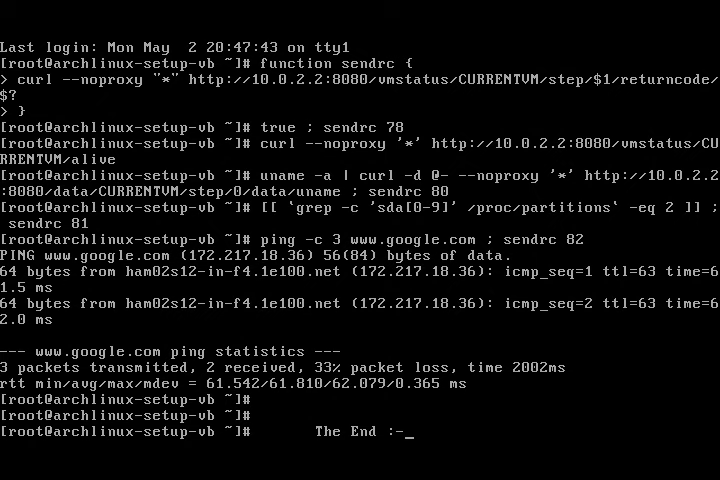 Last login: Mon May  2 20:47:43 on tty1
[root@archlinux-setup-vb ~]# function sendrc {
> curl --noproxy "*" http://10.0.2.2:8080/vmstatus/CURRENTVM/step/$1/returncode/
$?
> }
[root@archlinux-setup-vb ~]# true ; sendrc 78
[root@archlinux-setup-vb ~]# curl --noproxy '*' http://10.0.2.2:8080/vmstatus/CU
RRENTVM/alive
[root@archlinux-setup-vb ~]# uname -a | curl -d @- --noproxy '*' http://10.0.2.2
:8080/data/CURRENTVM/step/0/data/uname ; sendrc 80
[root@archlinux-setup-vb ~]# [[ `grep -c 'sda[0-9]' /proc/partitions` -eq 2 ]] ;
 sendrc 81
[root@archlinux-setup-vb ~]# ping -c 3 www.google.com ; sendrc 82
PING www.google.com (172.217.18.36) 56(84) bytes of data.
64 bytes from ham02s12-in-f4.1e100.net (172.217.18.36): icmp_seq=1 ttl=63 time=6
1.5 ms
64 bytes from ham02s12-in-f4.1e100.net (172.217.18.36): icmp_seq=2 ttl=63 time=6
2.0 ms

--- www.google.com ping statistics ---
3 packets transmitted, 2 received, 33% packet loss, time 2002ms
rtt min/avg/max/mdev = 61.542/61.810/62.079/0.365 ms
[root@archlinux-setup-vb ~]#
[root@archlinux-setup-vb ~]#
[root@archlinux-setup-vb ~]#        The End :-_